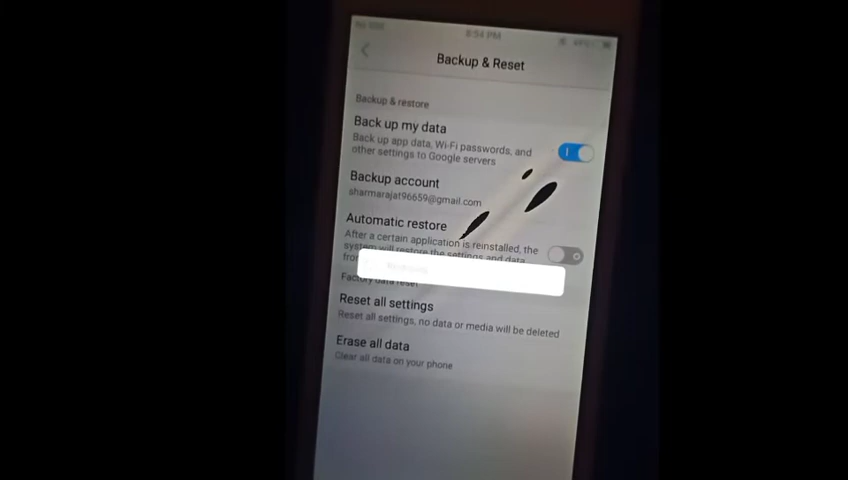 No SIM
8:54 PM
Backup & Reset
Backup & restore
Back up my data
Back up app data, Wi-Fi passwords, and
other settings to Google servers
Backup account
sharmarajat96659@gmail.com
Automatic restore
After a certain application is reinstalled, the
system will restore the settings and data
Factory data reset
Reset all settings
Reset all settings, no data or media will be deleted
Erase all data
Clear all data on your phone